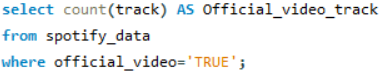 select count(track) AS Official_video_track
from spotify_data
where official_video='TRUE';